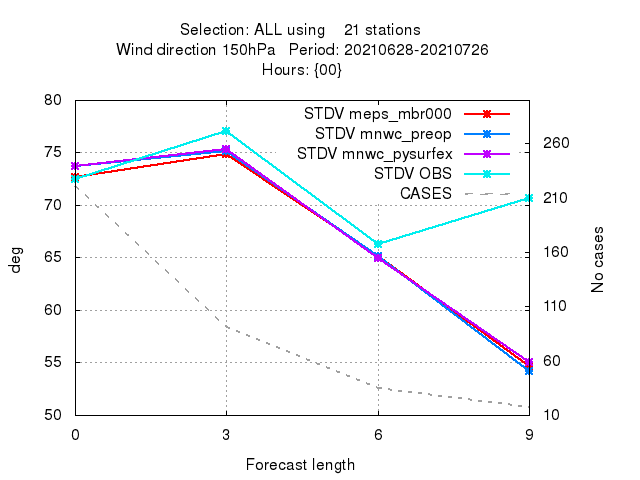 Selection: ALL using 21 stations
Wind direction 150hPa Period: 20210628-20210726
Hours: {00}
80
75
70
65
60
55
50
deg
STDV meps_mbr000
STDV mnwc_preop
STDV mnwc_pysurfex
STDV OBS
CASES
260
210
160
110
60
10
No cases
0 3 6 9
Forecast length